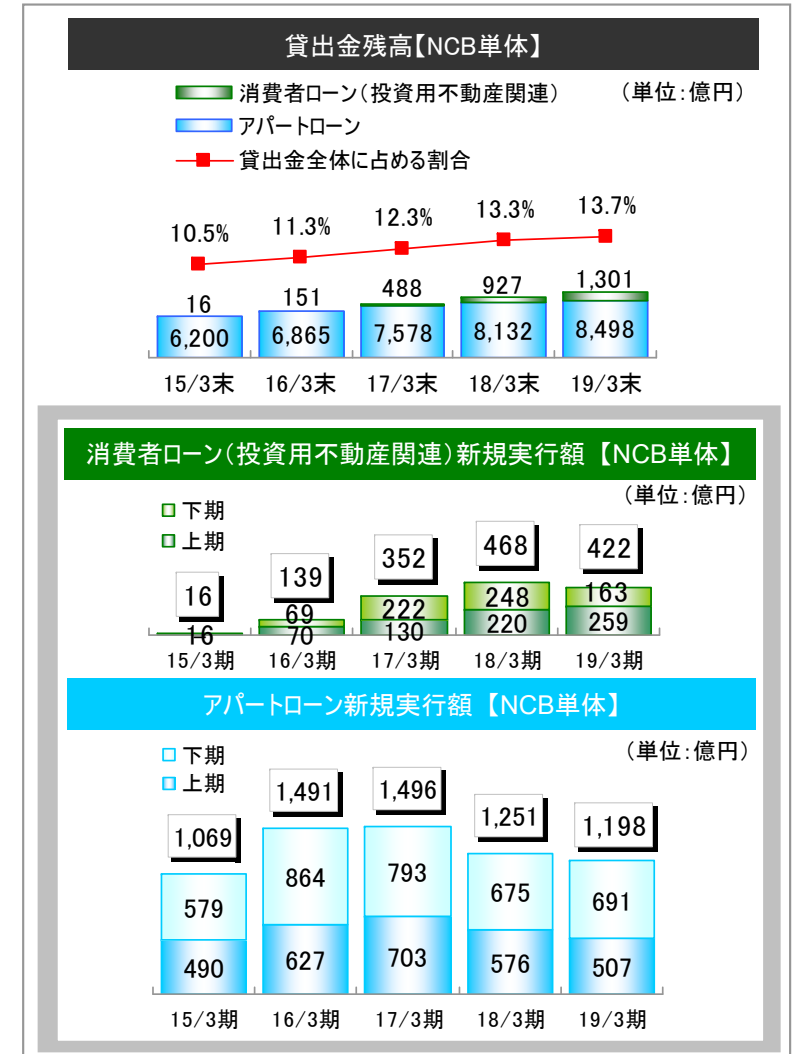 貸出金残高【NCB単体】
消費者ローン（投資用不動産関連） （単位：億円）
アパートローン
貸出金全体に占める割合
10.5% 11.3% 12.3% 13.3% 13.7%
16 151 488 927 1,301
6,200 6,865 7,578 8,132 8,498
15/3末 16/3末 17/3末 18/3末 19/3末
消費者ローン（投資用不動産関連）新規実行額【NCB単体】
（単位：億円）
下期
上期
16 139 352 468 422
69 222 248 163
16 70 130 220 259
15/3期 16/3期 17/3期 18/3期 19/3期
アパートローン新規実行額【NCB単体】
（単位：億円）
下期
上期
1,069 1,491 1,496 1,251 1,198
579 864 793 675 691
490 627 703 576 507
15/3期 16/3期 17/3期 18/3期 19/3期